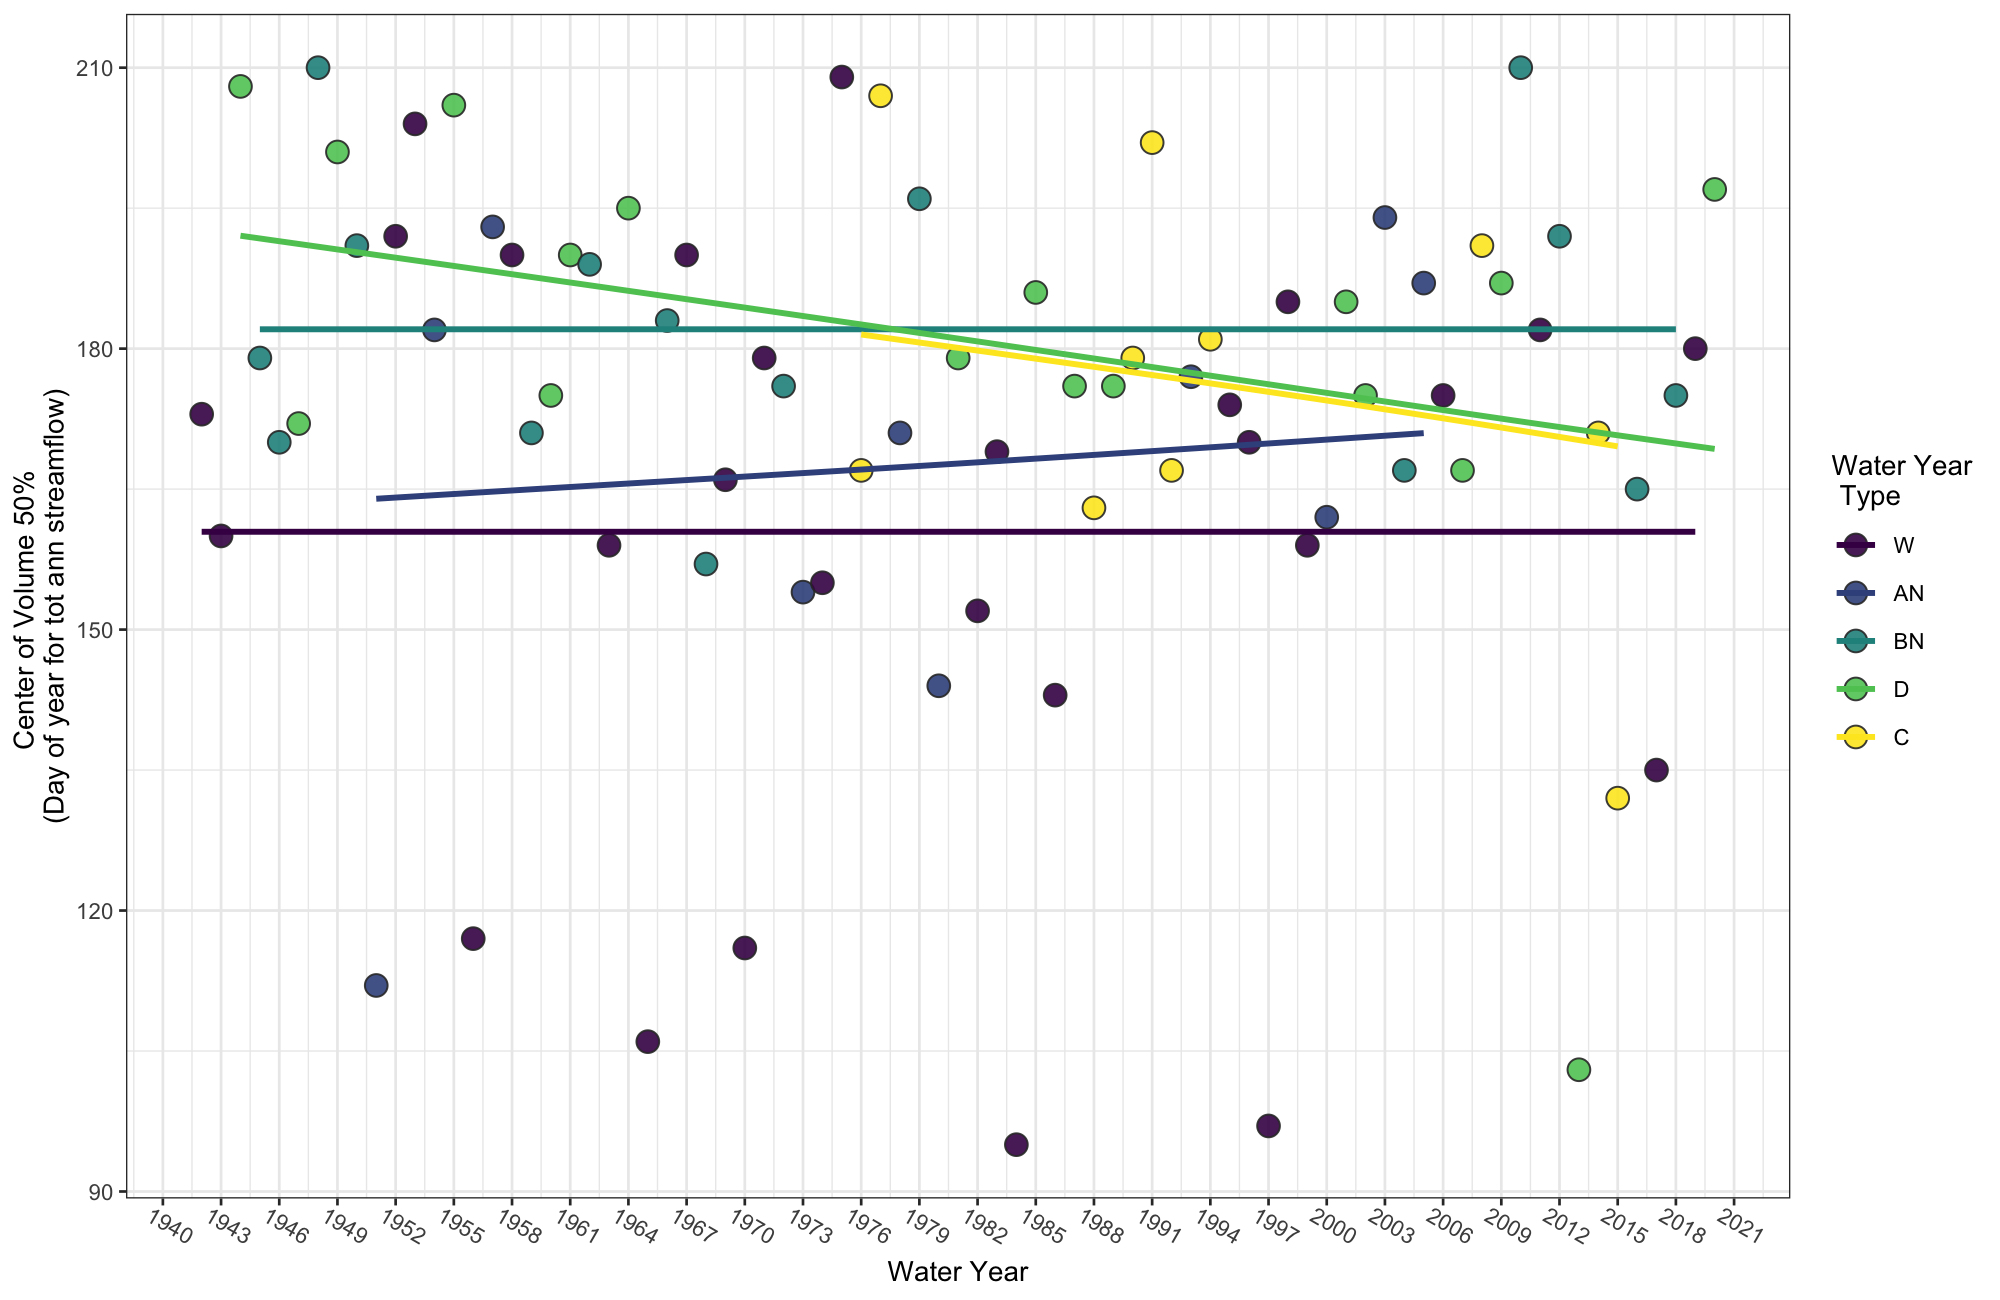 Center of Volume 50%
(Day of year for tot ann streamflow)
210
180
150
120
90
1940 1943 1946 1949 1952 1955 1958 1961 1964 1967 1970 1973 1976 1979 1982 1985 1988 1991 1994 1997 2000 2003 2006 2009 2012 2015 2018 2021
Water Year
Water Year
Type
W
AN
BN
D
C